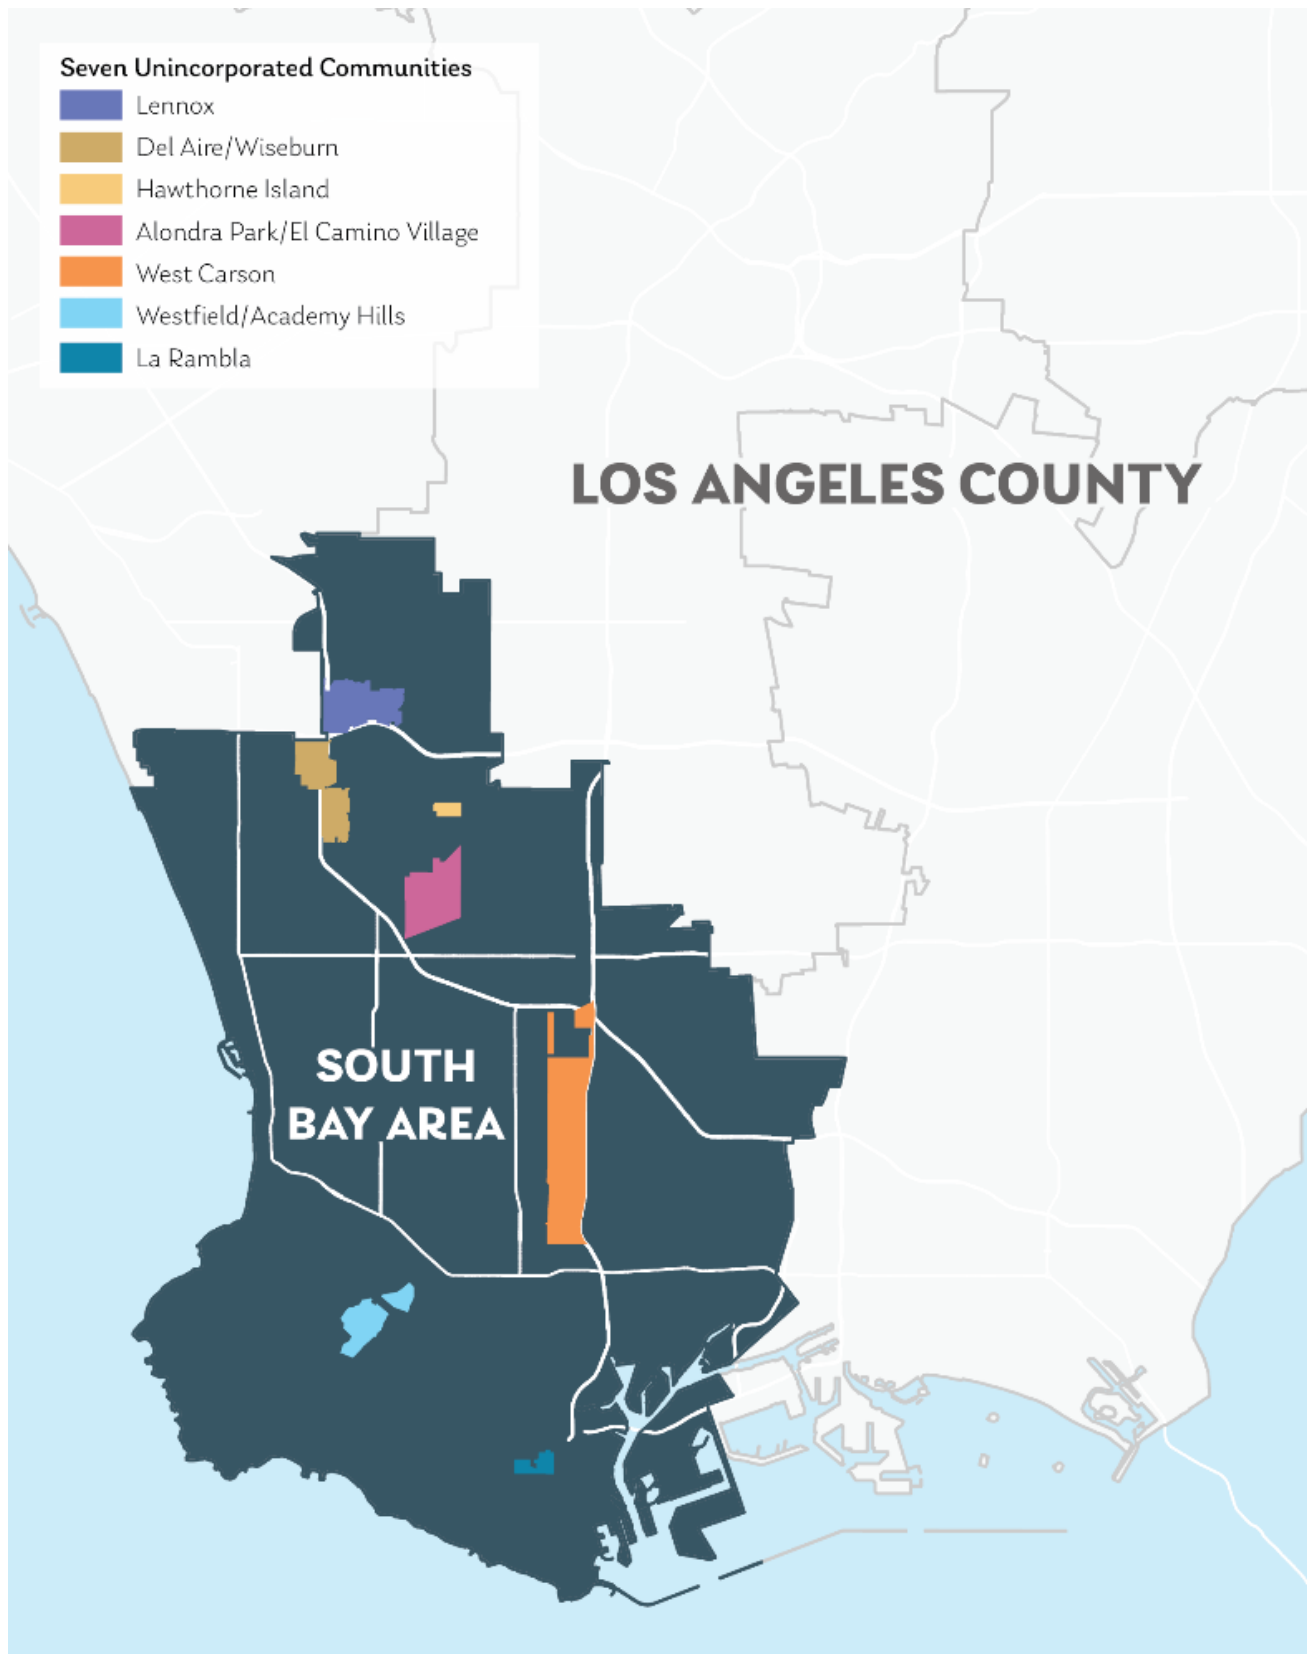 Seven Unincorporated Communities
Lennox
Del Aire/Wiseburn
Hawthorne Island
Alondra Park/El Camino Village
West Carson
Westfield/Academy Hills
La Rambla
LOS ANGELES COUNTY
SOUTH
BAY AREA